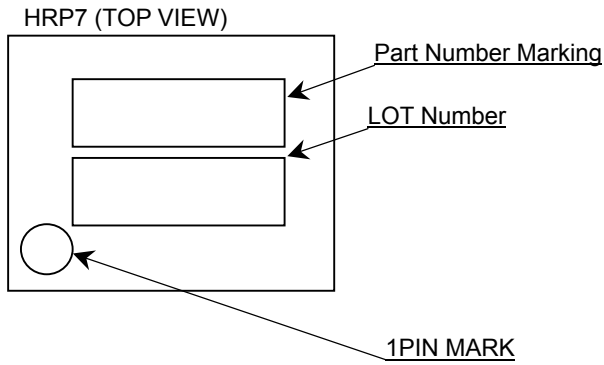 HRP7 (TOP VIEW)
Part Number Marking
LOT Number
1PIN MARK